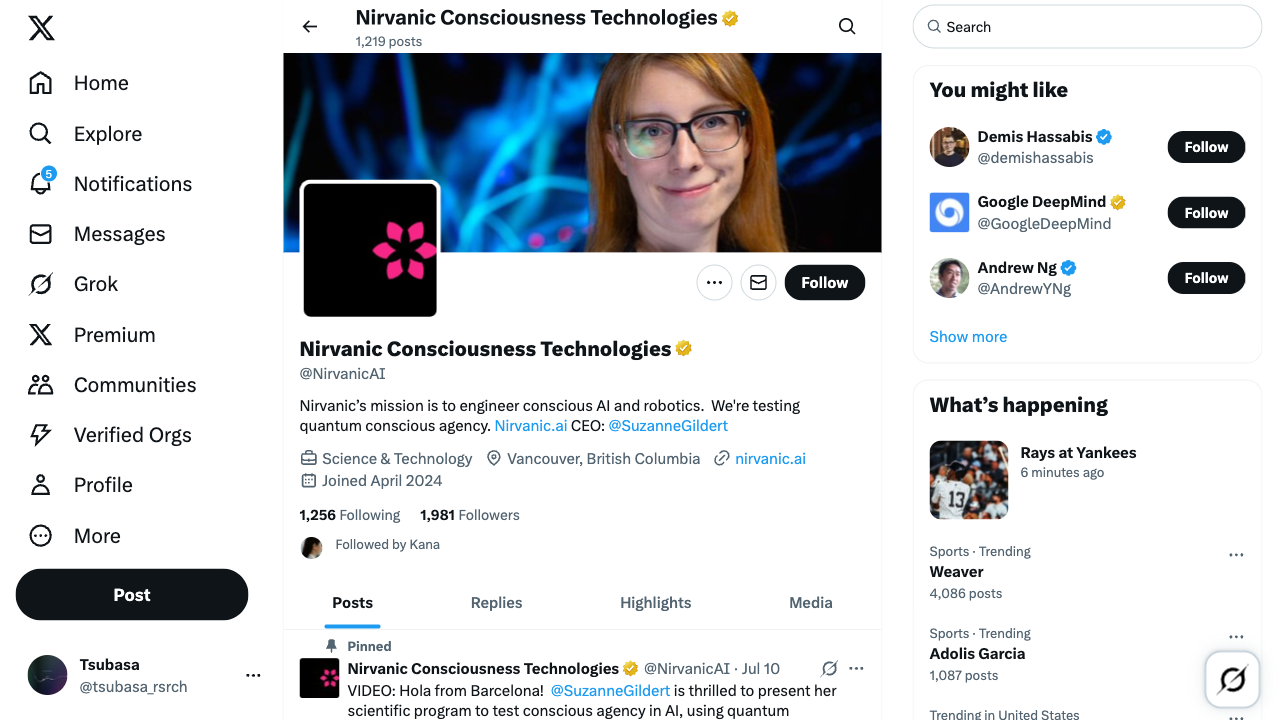 Nirvanic Consciousness Technologies
1,219 posts
Search
Home
Explore
5
Notifications
Messages
Grok
Premium
Communities
Verified Orgs
Profile
More
Post
Tsubasa
@tsubasa_rsrch
Follow
Nirvanic Consciousness Technologies
@NirvanicAI
Nirvanic’s mission is to engineer conscious AI and robotics. We're testing
quantum conscious agency. Nirvanic.ai CEO: @SuzanneGildert
Science & Technology Vancouver, British Columbia nirvanic.ai
Joined April 2024
1,256 Following 1,981 Followers
Followed by Kana
Posts Replies Highlights Media
Pinned
Nirvanic Consciousness Technologies @NirvanicAI · Jul 10
VIDEO: Hola from Barcelona! @SuzanneGildert is thrilled to present her
scientific program to test conscious agency in AI, using quantum
You might like
Demis Hassabis
@demishassabis
Follow
Google DeepMind
@GoogleDeepMind
Follow
Andrew Ng
@AndrewYNg
Follow
Show more
What’s happening
Rays at Yankees
6 minutes ago
13
Sports · Trending
Weaver
4,086 posts
Sports · Trending
Adolis Garcia
1,087 posts
Trending in United States